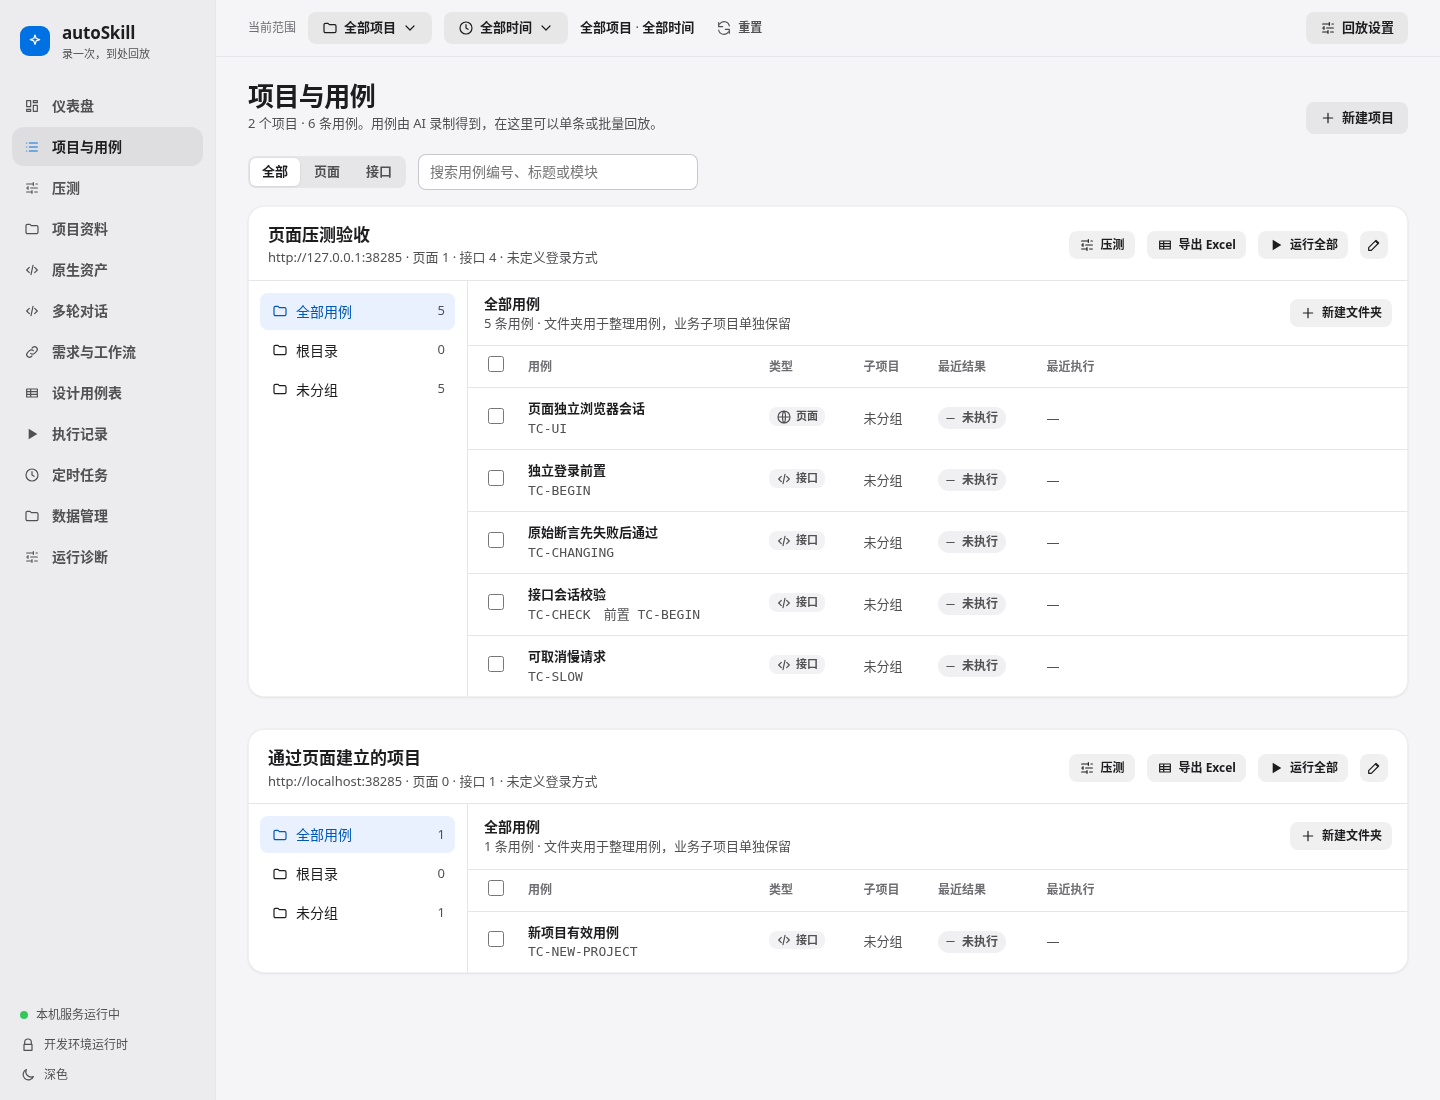 autoSkill
录一次，到处回放
仪表盘
项目与用例
压测
项目资料
原生资产
多轮对话
需求与工作流
设计用例表
执行记录
定时任务
数据管理
运行诊断
本机服务运行中
开发环境运行时
深色
当前范围 全部项目 全部时间 全部项目 · 全部时间 重置 回放设置
项目与用例
2 个项目 · 6 条用例。用例由 AI 录制得到，在这里可以单条或批量回放。
新建项目
全部 页面 接口 搜索用例编号、标题或模块
页面压测验收
http://127.0.0.1:38285 · 页面 1 · 接口 4 · 未定义登录方式
压测 导出 Excel 运行全部
全部用例 5
根目录 0
未分组 5
全部用例
5 条用例 · 文件夹用于整理用例，业务子项目单独保留
新建文件夹
用例 类型 子项目 最近结果 最近执行
页面独立浏览器会话
TC-UI
页面 未分组 — 未执行 —
独立登录前置
TC-BEGIN
接口 未分组 — 未执行 —
原始断言先失败后通过
TC-CHANGING
接口 未分组 — 未执行 —
接口会话校验
TC-CHECK 前置 TC-BEGIN
接口 未分组 — 未执行 —
可取消慢请求
TC-SLOW
接口 未分组 — 未执行 —
通过页面建立的项目
http://localhost:38285 · 页面 0 · 接口 1 · 未定义登录方式
压测 导出 Excel 运行全部
全部用例 1
根目录 0
未分组 1
全部用例
1 条用例 · 文件夹用于整理用例，业务子项目单独保留
新建文件夹
用例 类型 子项目 最近结果 最近执行
新项目有效用例
TC-NEW-PROJECT
接口 未分组 — 未执行 —